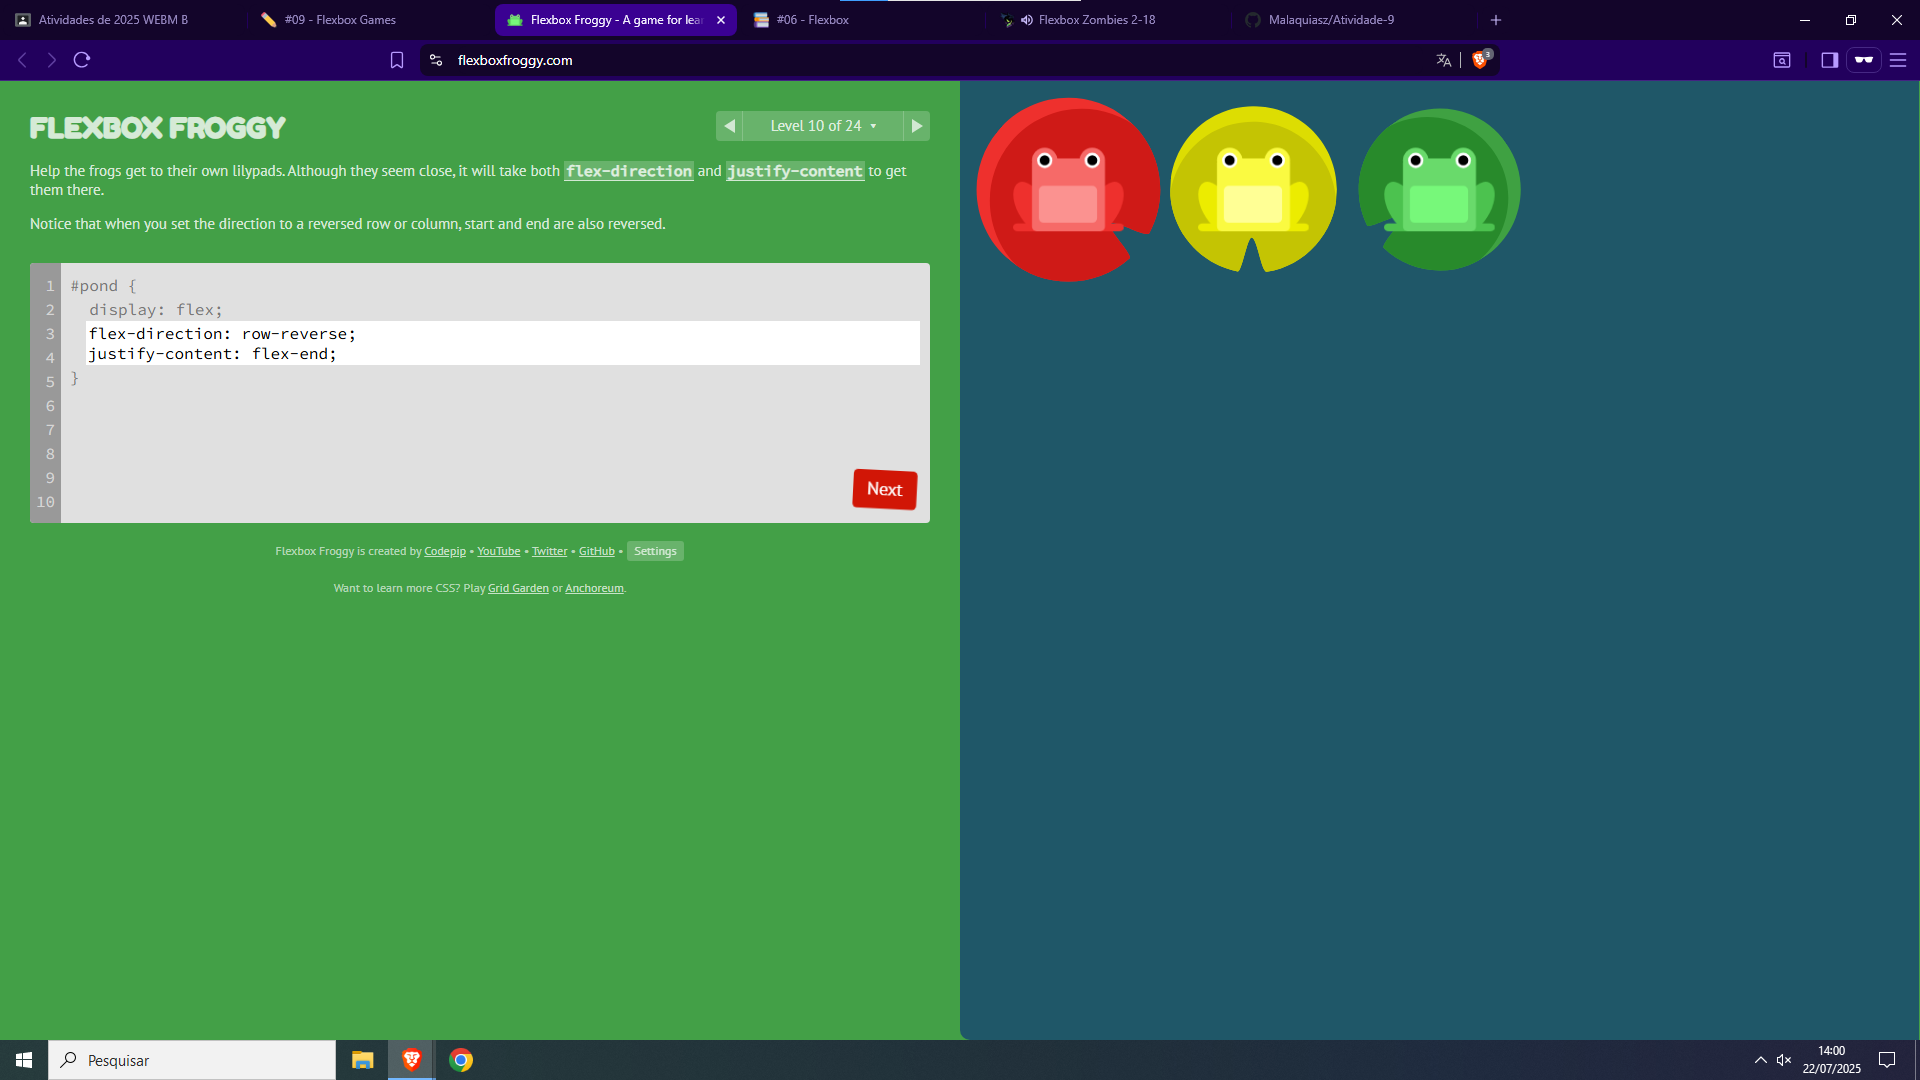 Atividades de 2025 WEBM B
#09 - Flexbox Games
Flexbox Froggy - A game for lea
#06 - Flexbox
Flexbox Zombies 2-18
Malaquiasz/Atividade-9
flexboxfroggy.com
3
FLEXBOX FROGGY
Level 10 of 24
Help the frogs get to their own lilypads. Although they seem close, it will take both flex-direction and justify-content to get
them there.
Notice that when you set the direction to a reversed row or column, start and end are also reversed.
1 #pond {
2 display: flex;
3 flex-direction: row-reverse;
4 justify-content: flex-end;
5 }
6
7
8
9
10
Next
Flexbox Froggy is created by Codepip • YouTube • Twitter • GitHub • Settings
Want to learn more CSS? Play Grid Garden or Anchoreum.
Pesquisar
14:00
22/07/2025